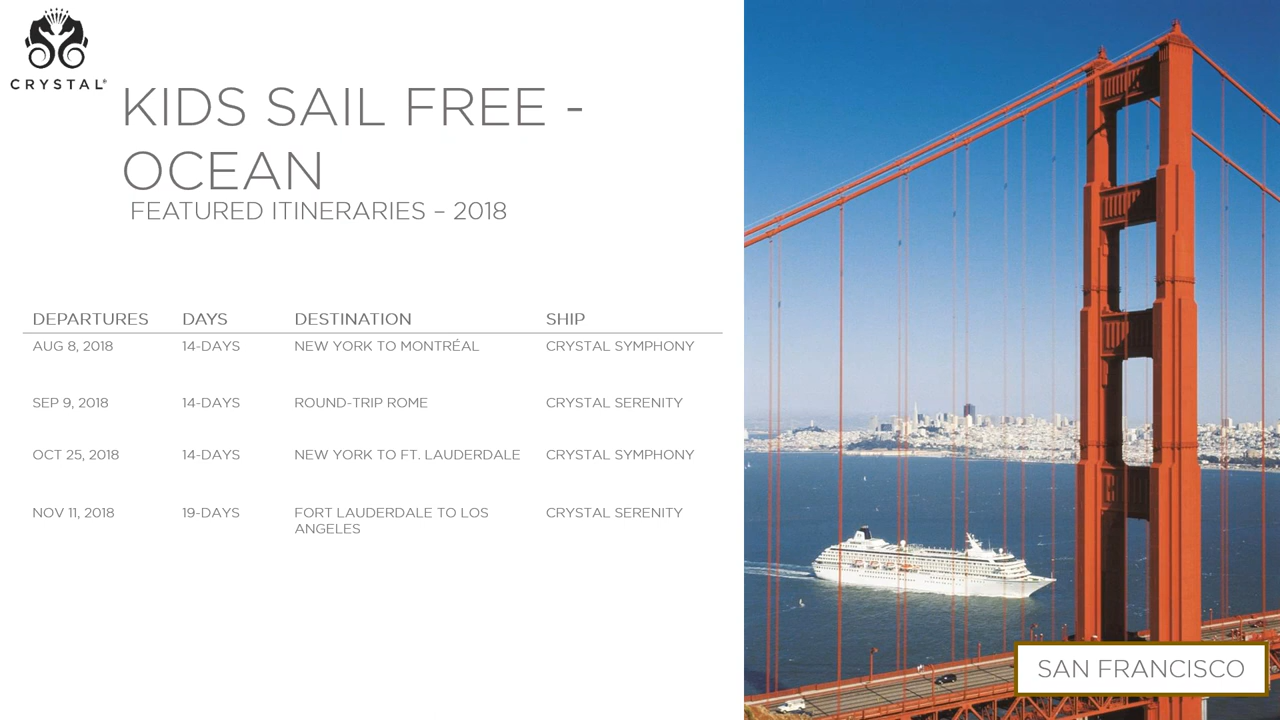 CRYSTAL®
KIDS SAIL FREE -
OCEAN
FEATURED ITINERARIES – 2018
DEPARTURES DAYS DESTINATION SHIP
AUG 8, 2018 14-DAYS NEW YORK TO MONTRÉAL CRYSTAL SYMPHONY
SEP 9, 2018 14-DAYS ROUND-TRIP ROME CRYSTAL SERENITY
OCT 25, 2018 14-DAYS NEW YORK TO FT. LAUDERDALE CRYSTAL SYMPHONY
NOV 11, 2018 19-DAYS FORT LAUDERDALE TO LOS CRYSTAL SERENITY
ANGELES
SAN FRANCISCO